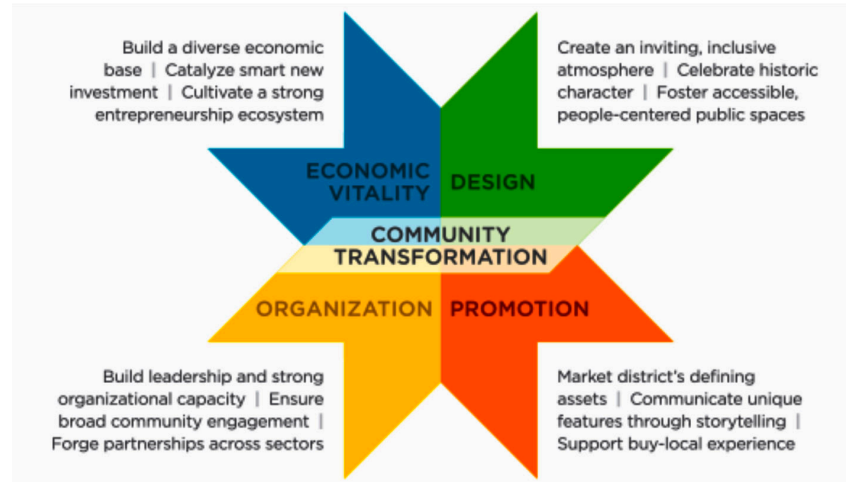 Build a diverse economic
base | Catalyze smart new
investment | Cultivate a strong
entrepreneurship ecosystem
Create an inviting, inclusive
atmosphere | Celebrate historic
character | Foster accessible,
people-centered public spaces
ECONOMIC
VITALITY
DESIGN
COMMUNITY
TRANSFORMATION
ORGANIZATION
PROMOTION
Build leadership and strong
organizational capacity | Ensure
broad community engagement |
Forge partnerships across sectors
Market district’s defining
assets | Communicate unique
features through storytelling |
Support buy-local experience